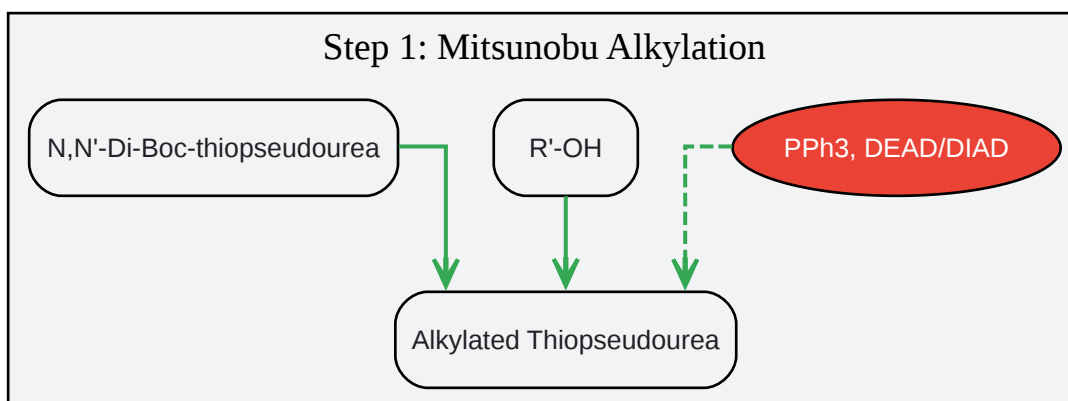 Step 1: Mitsunobu Alkylation
N,N'-Di-Boc-thiopseudourea
R'-OH
PPh3, DEAD/DIAD
Alkylated Thiopseudourea